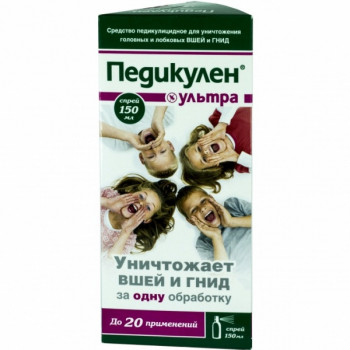 Средство педикулицидное для уничтожения
головных и лобковых ВШЕЙ и ГНИД
Педикулен®
ультра
спрей
150
мл
Уничтожает
ВШЕЙ И ГНИД
за одну обработку
До 20 применений
спрей
150мл